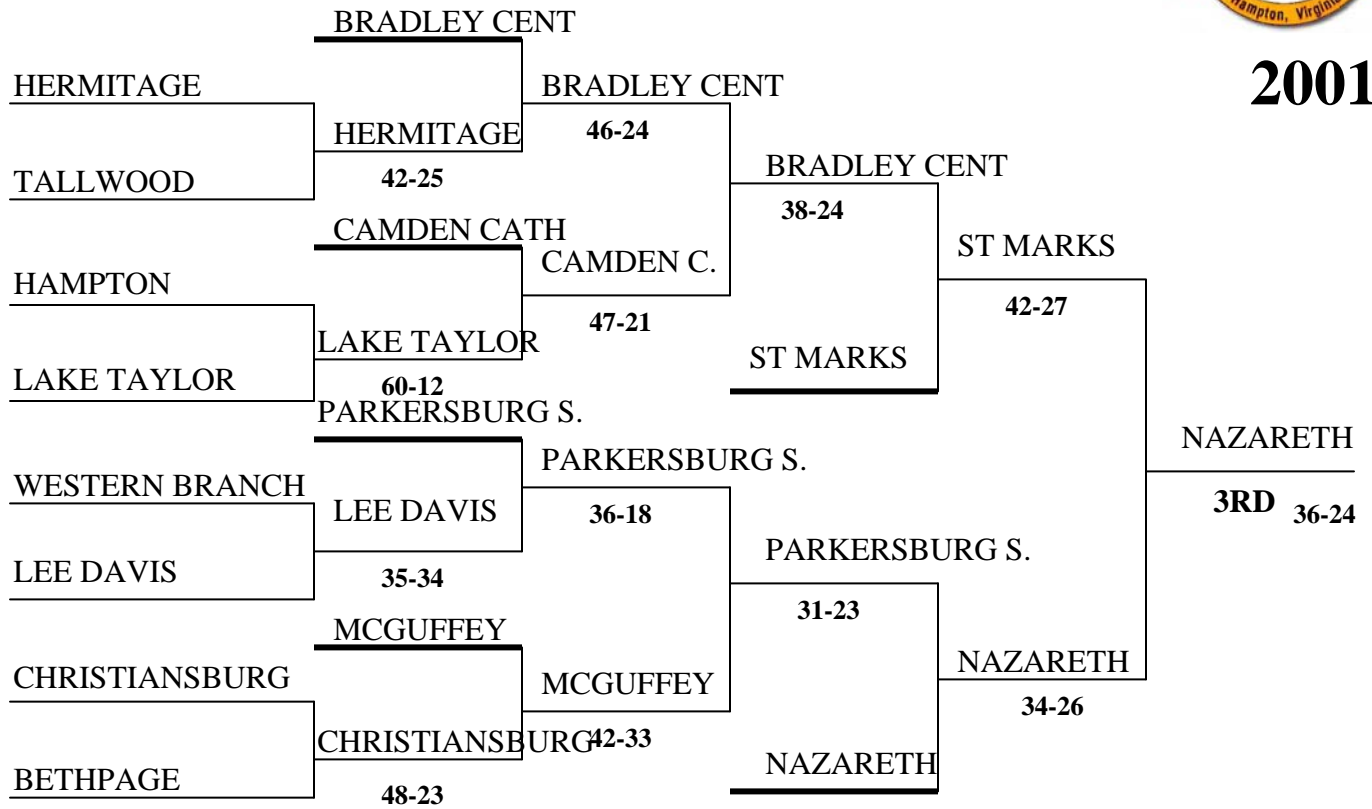 Hampton, Virginia
2001
BRADLEY CENT
HERMITAGE
BRADLEY CENT
HERMITAGE
46-24
TALLWOOD
42-25
BRADLEY CENT
38-24
CAMDEN CATH
ST MARKS
HAMPTON
CAMDEN C.
42-27
47-21
LAKE TAYLOR
ST MARKS
LAKE TAYLOR
60-12
PARKERSBURG S.
NAZARETH
PARKERSBURG S.
WESTERN BRANCH
LEE DAVIS
36-18
3RD 36-24
PARKERSBURG S.
LEE DAVIS
35-34
31-23
MCGUFFEY
NAZARETH
CHRISTIANSBURG
MCGUFFEY
34-26
CHRISTIANSBURG
42-33
NAZARETH
BETHPAGE
48-23